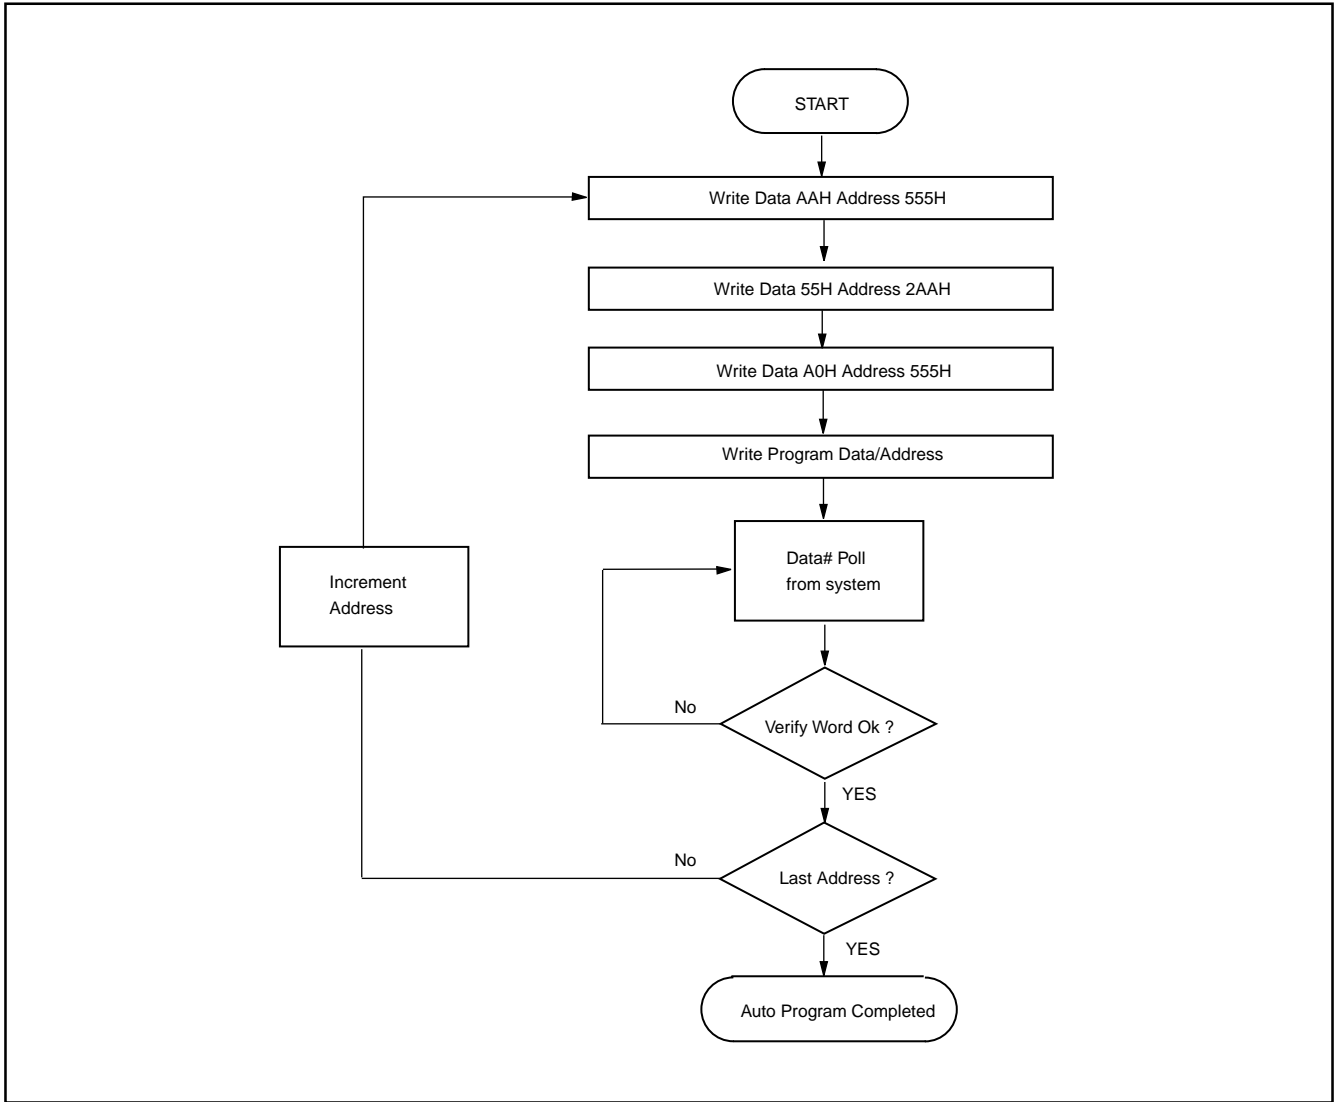 START
Write Data AAH Address 555H
Write Data 55H Address 2AAH
Write Data A0H Address 555H
Write Program Data/Address
Data# Poll
from system
Increment
Address
No
Verify Word Ok ?
YES
No
Last Address ?
YES
Auto Program Completed